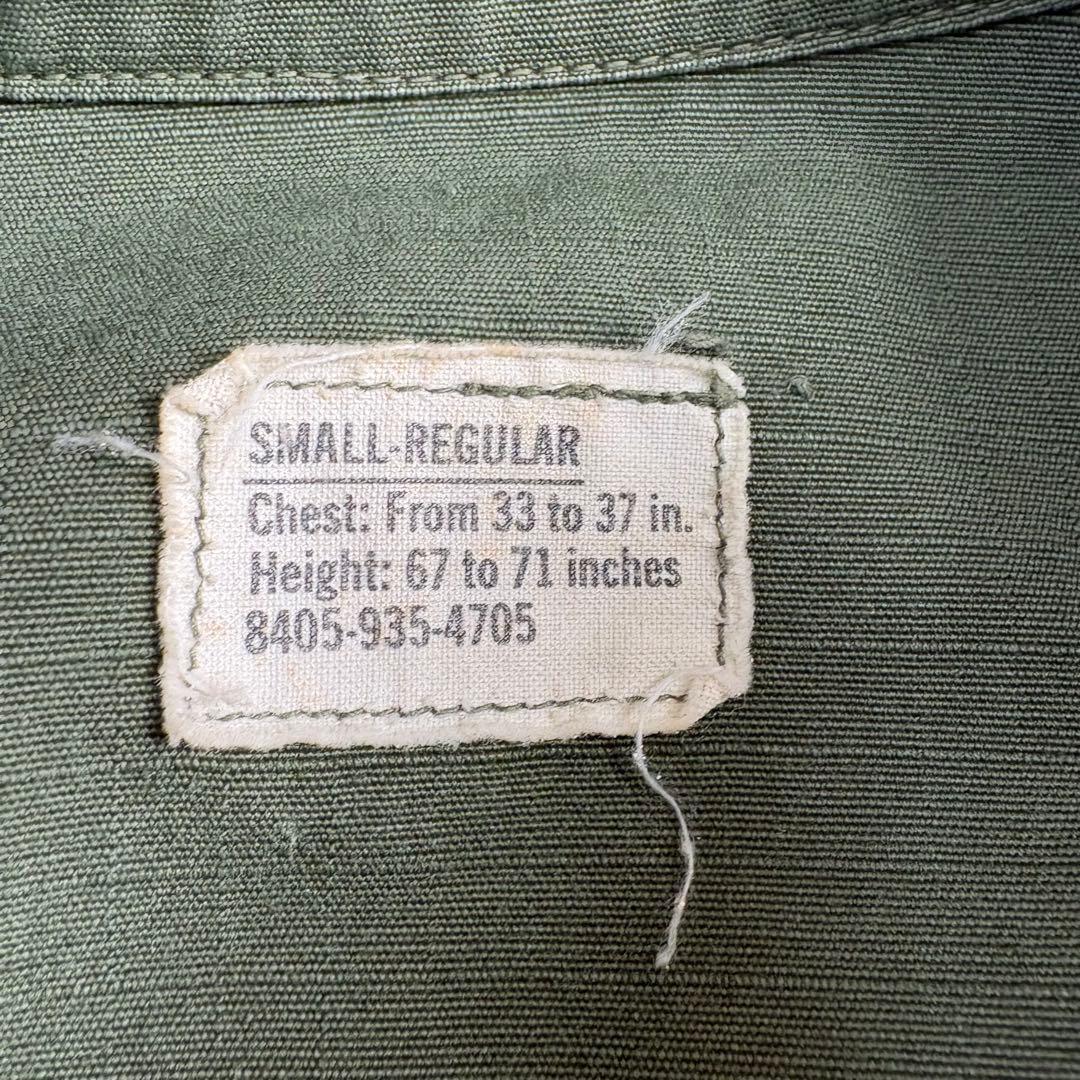 SMALL-REGULAR
Chest: From 33 to 37 in.
Height: 67 to 71 inches
8405-935-4705